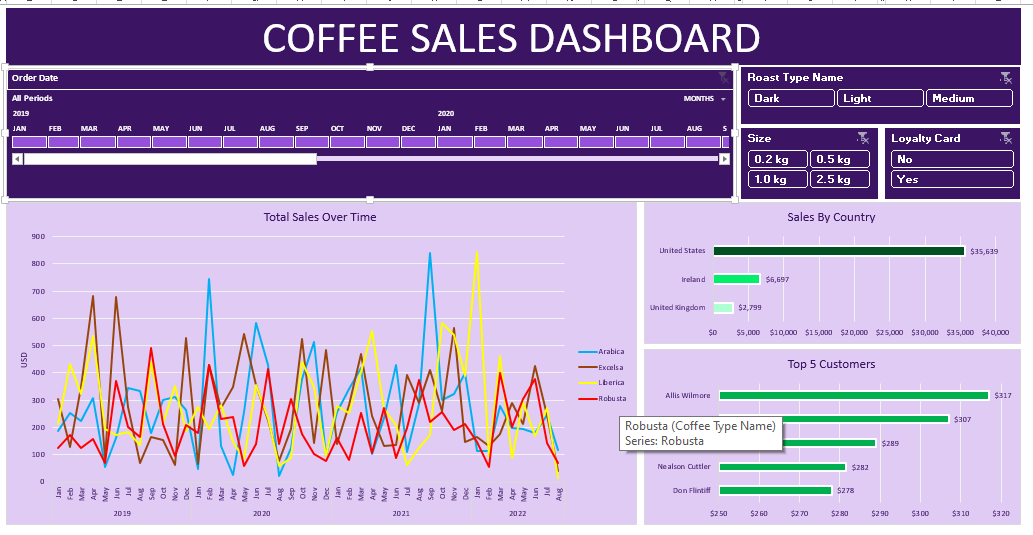 COFFEE SALES DASHBOARD
Order Date
All Periods
MONTHS
2019 2020
JAN FEB MAR APR MAY JUN JUL AUG SEP OCT NOV DEC JAN FEB MAR APR MAY JUN JUL AUG S
Roast Type Name
Dark Light Medium
Size
0.2 kg 0.5 kg
1.0 kg 2.5 kg
Loyalty Card
No
Yes
Total Sales Over Time
900
800
700
600
500
400
300
200
100
0
USD
Jan Feb Mar Apr May Jun Jul Aug Sep Oct Nov Dec Jan Feb Mar Apr May Jun Jul Aug Sep Oct Nov Dec Jan Feb Mar Apr May Jun Jul Aug Sep Oct Nov Dec Jan Feb Mar Apr May Jun Jul Aug
2019 2020 2021 2022
Arabica
Excelsa
Liberica
Robusta
Sales By Country
United States $35,639
Ireland $6,697
United Kingdom $2,799
$0 $5,000 $10,000 $15,000 $20,000 $25,000 $30,000 $35,000 $40,000
Top 5 Customers
Allis Wilmore $317
$307
$289
Nealson Cuttler $282
Don Flintiff $278
$250 $260 $270 $280 $290 $300 $310 $320
Robusta (Coffee Type Name)
Series: Robusta